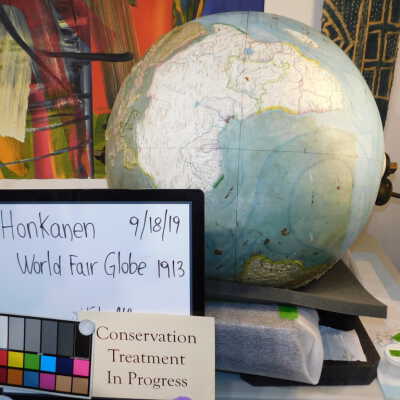 Honkanen 9/18/19
World Fair Globe 1913
Conservation
Treatment
In Progress